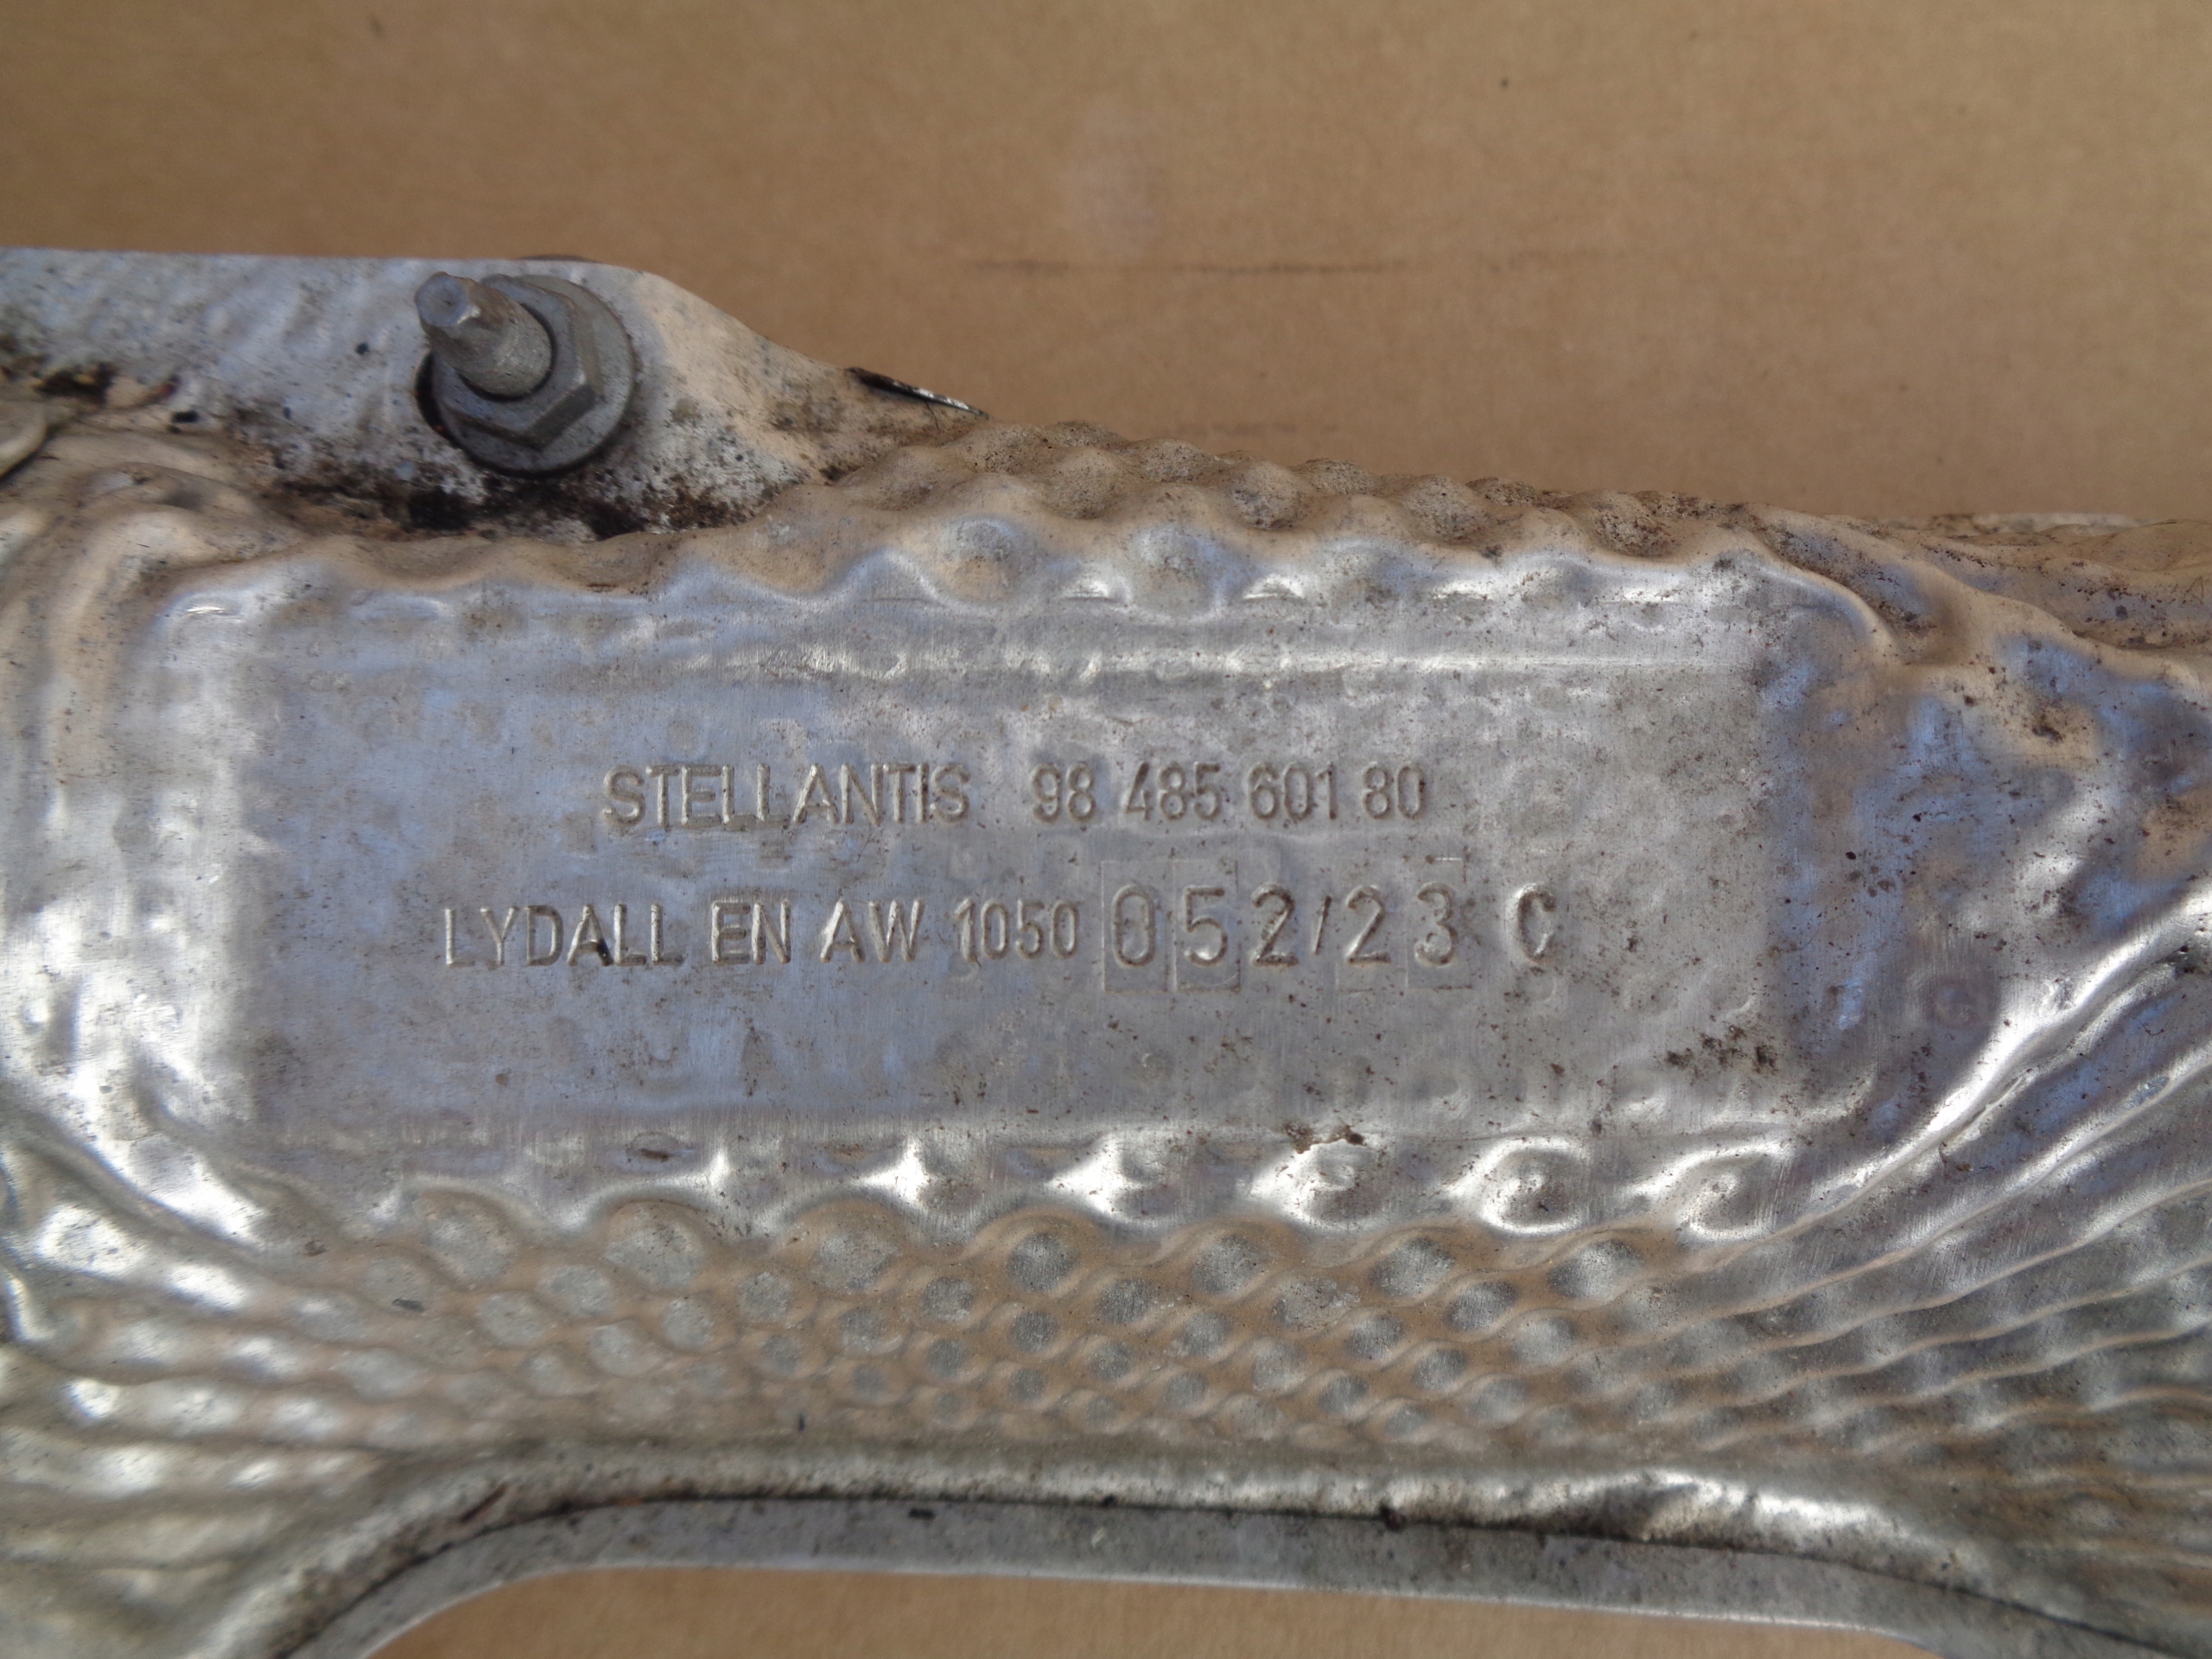 STELLANTIS 98 485 601 80
LYDALL EN AW 1050 052/23 C